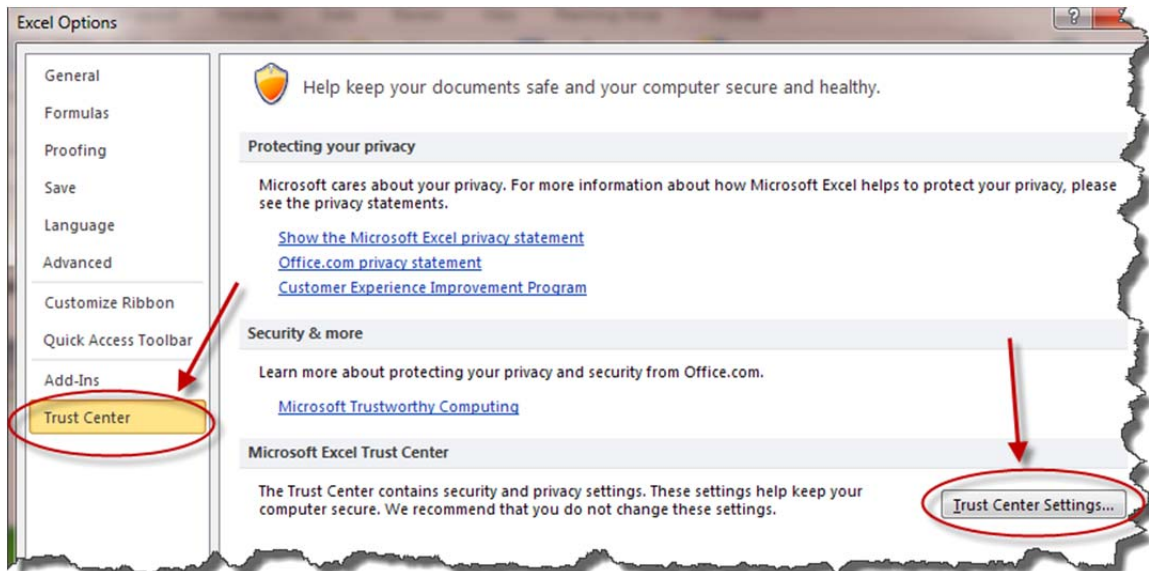 Excel Options
General
Formulas
Proofing
Save
Language
Advanced
Customize Ribbon
Quick Access Toolbar
Add-Ins
Trust Center
Help keep your documents safe and your computer secure and healthy.
Protecting your privacy
Microsoft cares about your privacy. For more information about how Microsoft Excel helps to protect your privacy, please
see the privacy statements.
Show the Microsoft Excel privacy statement
Office.com privacy statement
Customer Experience Improvement Program
Security & more
Learn more about protecting your privacy and security from Office.com.
Microsoft Trustworthy Computing
Microsoft Excel Trust Center
The Trust Center contains security and privacy settings. These settings help keep your
computer secure. We recommend that you do not change these settings.
Trust Center Settings...